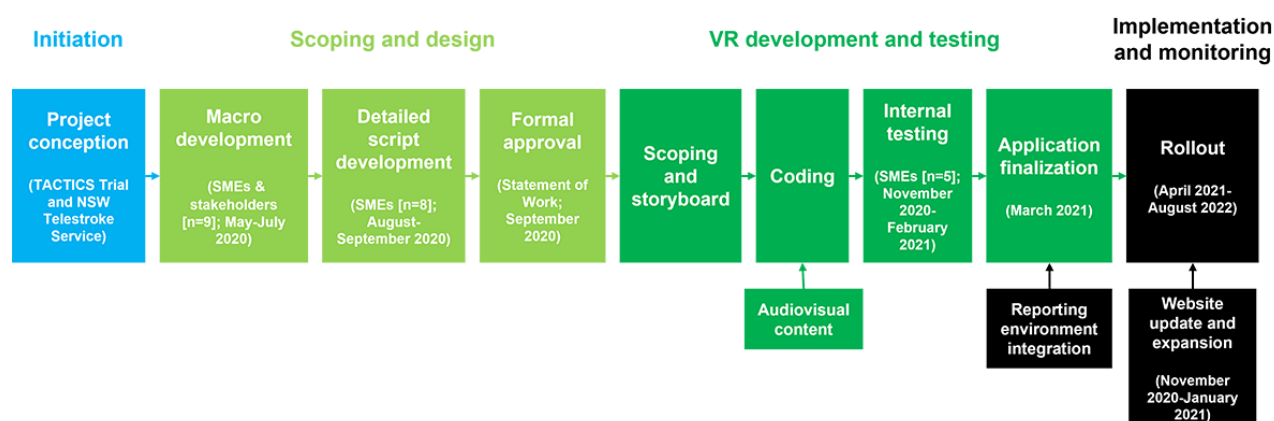 Initiation
Scoping and design
VR development and testing
Implementation
and monitoring
Project
conception
(TACTICS Trial
and NSW
Telestroke
Service)
Macro
development
(SMEs &
stakeholders
[n=9]; May-July
2020)
Detailed
script
development
(SMEs [n=8];
August-
September 2020)
Formal
approval
(Statement of
Work;
September
2020)
Scoping
and
storyboard
Coding
Internal
testing
(SMEs [n=5];
November
2020-
February
2021)
Application
finalization
(March 2021)
Rollout
(April 2021-
August 2022)
Audiovisual
content
Reporting
environment
integration
Website
update and
expansion
(November
2020-January
2021)